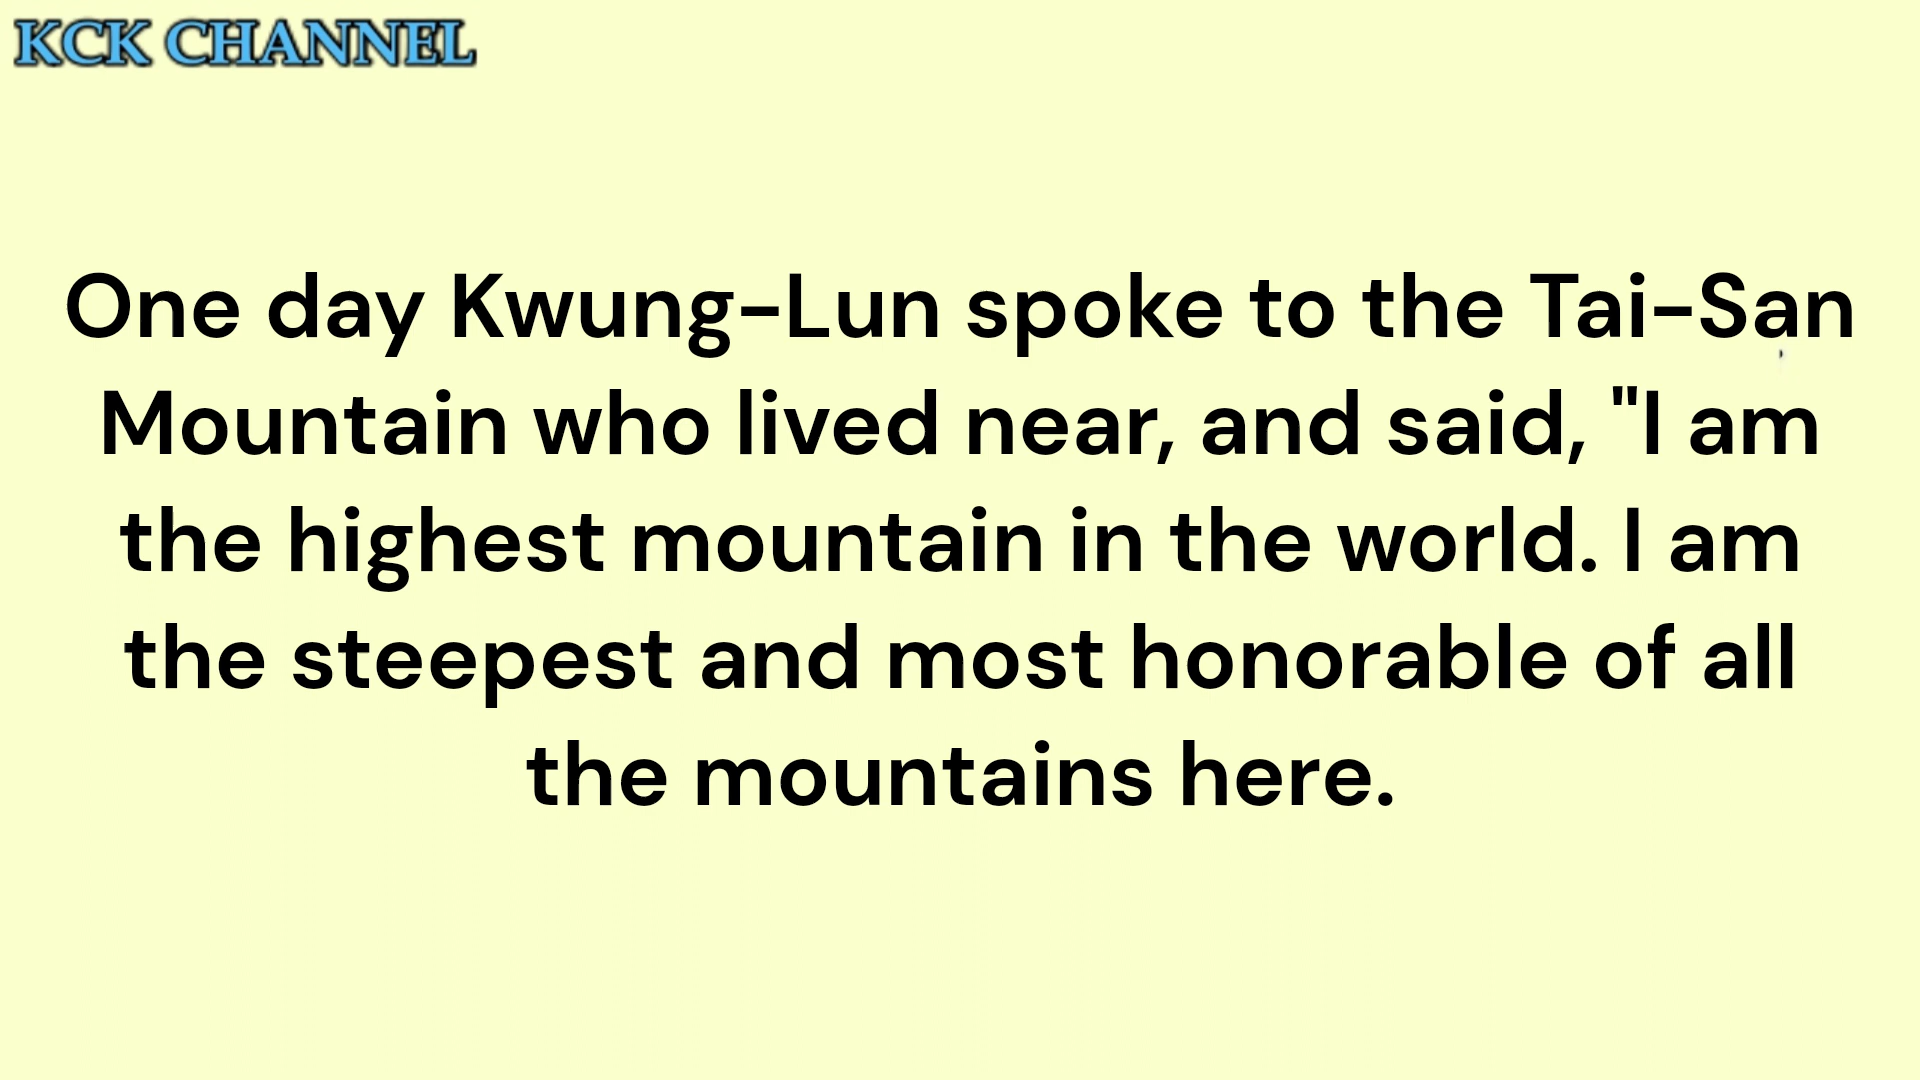 KCK CHANNEL
One day Kwung-Lun spoke to the Tai-San
Mountain who lived near, and said, "I am
the highest mountain in the world. I am
the steepest and most honorable of all
the mountains here.